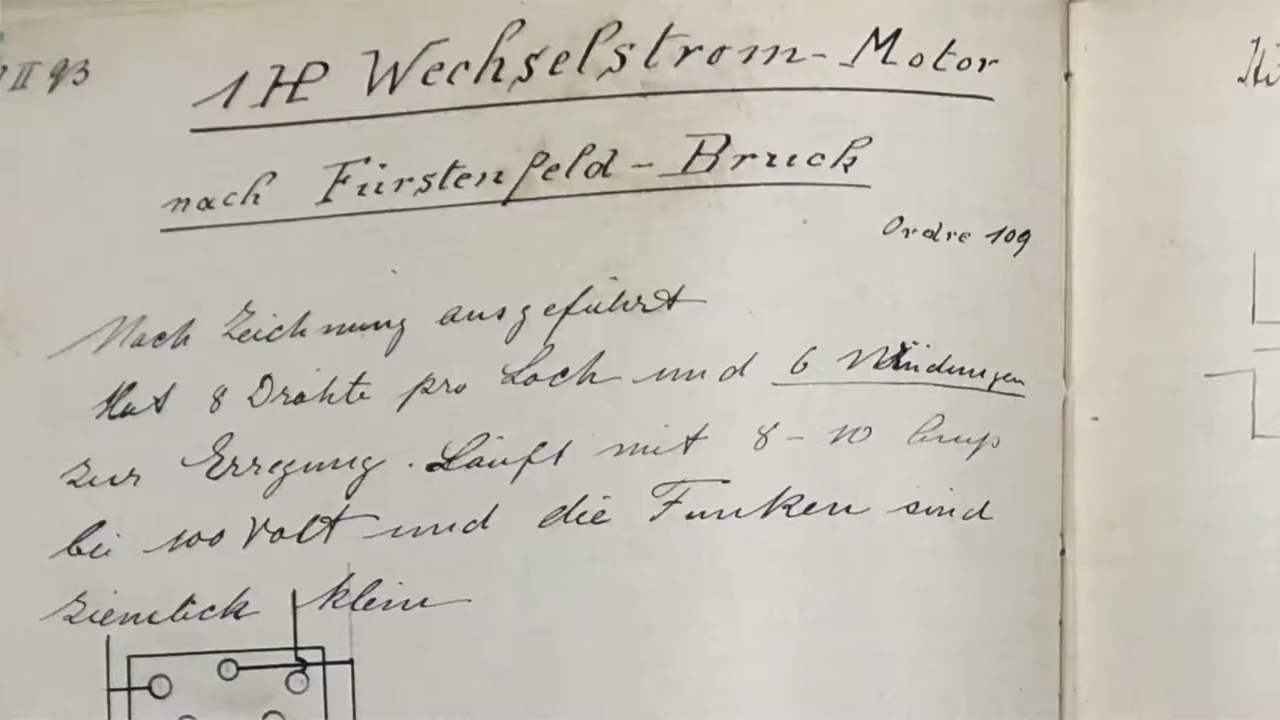 II 93
1 HP Wechselstrom-Motor
nach Fürstenfeld-Bruck
Ordre 109
Nach Zeichnung ausgeführt
Hat 8 Drähte pro Loch und 6 Windungen
zur Erregung. Läuft mit 8-10 Amp
bei 100 Volt und die Funken sind
ziemlich klein